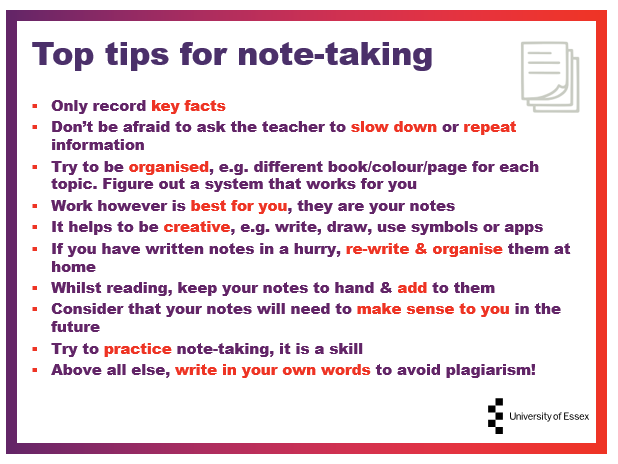 Top tips for note-taking
▪ Only record key facts
▪ Don’t be afraid to ask the teacher to slow down or repeat
information
▪ Try to be organised, e.g. different book/colour/page for each
topic. Figure out a system that works for you
▪ Work however is best for you, they are your notes
▪ It helps to be creative, e.g. write, draw, use symbols or apps
▪ If you have written notes in a hurry, re-write & organise them at
home
▪ Whilst reading, keep your notes to hand & add to them
▪ Consider that your notes will need to make sense to you in the
future
▪ Try to practice note-taking, it is a skill
▪ Above all else, write in your own words to avoid plagiarism!
University of Essex